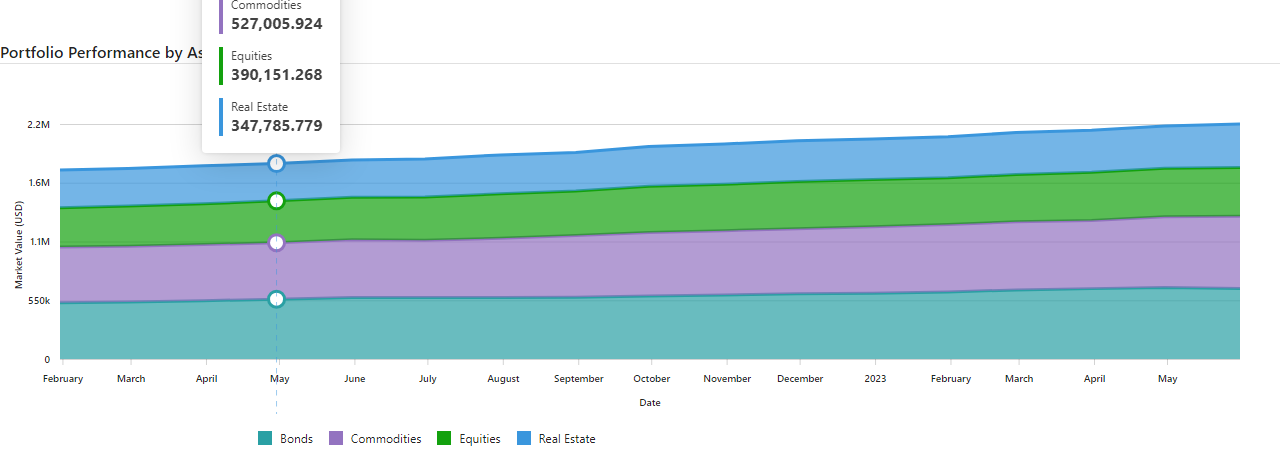 Commodities
527,005.924
Portfolio Performance by As
Equities
390,151.268
Real Estate
347,785.779
2.2M
1.6M
1.1M
550k
0
Market Value (USD)
February March April May June July August September October November December 2023 February March April May
Date
Bonds Commodities Equities Real Estate